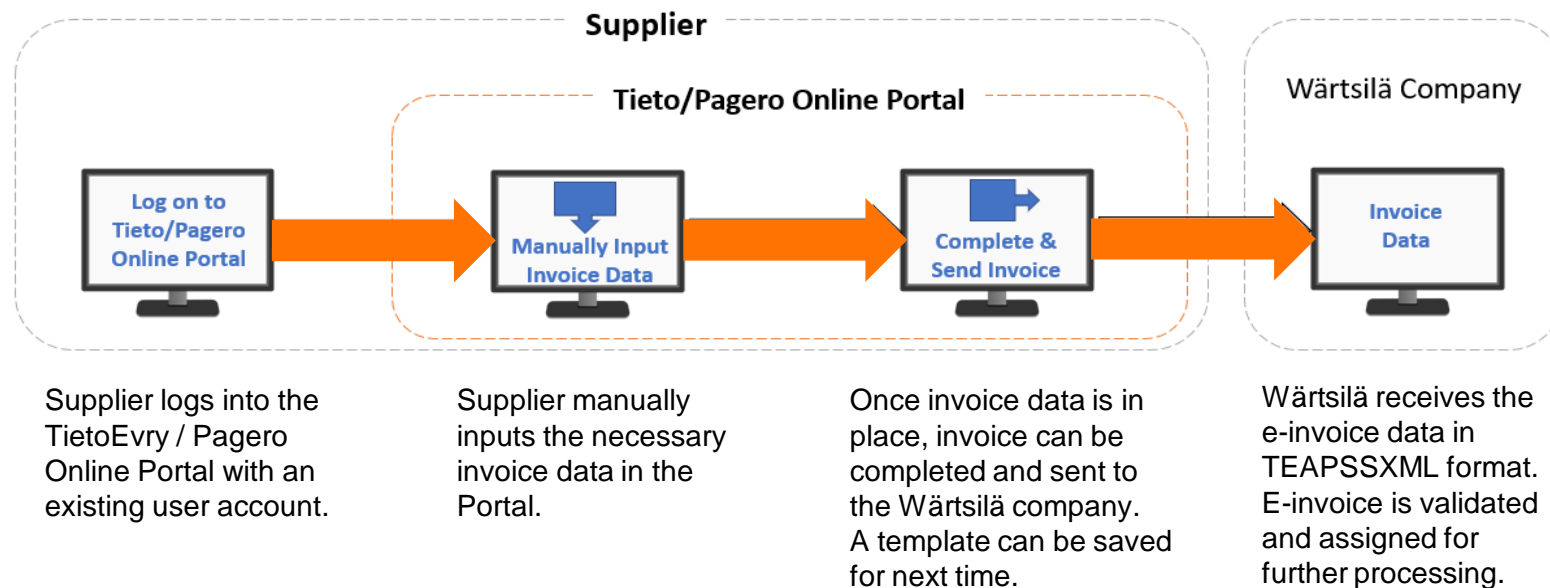 Supplier
Tieto/Pagero Online Portal
Wärtsilä Company
Log on to
Tieto/Pagero
Online Portal
Manually Input
Invoice Data
Complete &
Send Invoice
Invoice
Data
Supplier logs into the
TietoEvry / Pagero
Online Portal with an
existing user account.
Supplier manually
inputs the necessary
invoice data in the
Portal.
Once invoice data is in
place, invoice can be
completed and sent to
the Wärtsilä company.
A template can be saved
for next time.
Wärtsilä receives the
e-invoice data in
TEAPSSXML format.
E-invoice is validated
and assigned for
further processing.